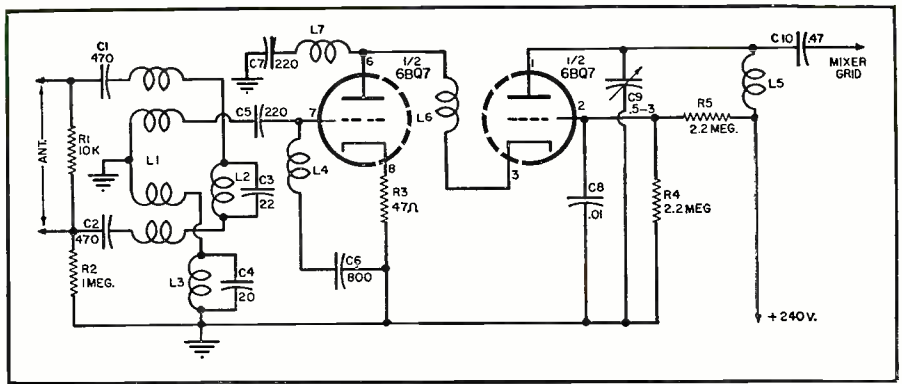 C1
470
L7
C7
220
6
1/2
6BQ7
1
1/2
6BQ7
C10
.47
MIXER
GRID
ANT.
R1
10K
L1
C5
220
7
L6
2
C9
.5-3
R5
2.2 MEG.
L5
C2
470
L2
C3
22
L4
8
R3
47Ω
3
C8
.01
R4
2.2 MEG
R2
1 MEG.
L3
C4
20
C6
800
+ 240 V.